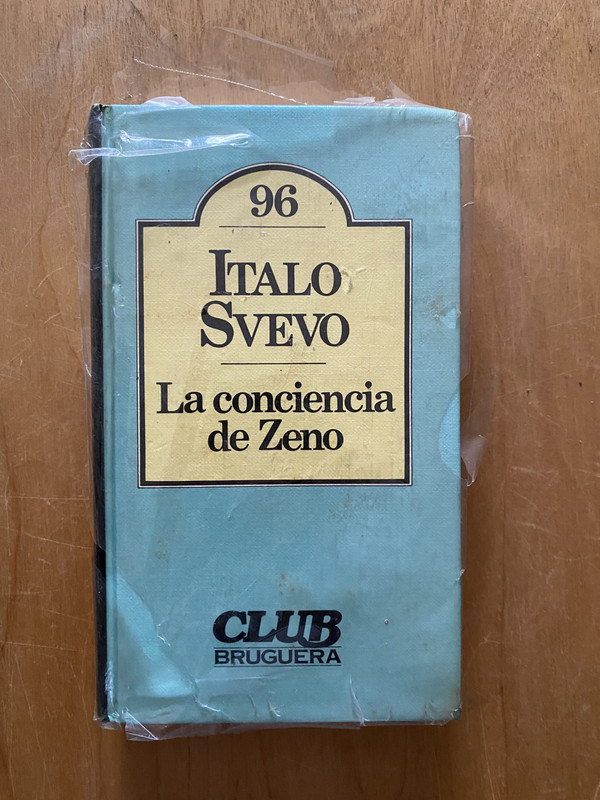 96
ITALO
SVEVO
La conciencia
de Zeno
CLUB
BRUGUERA